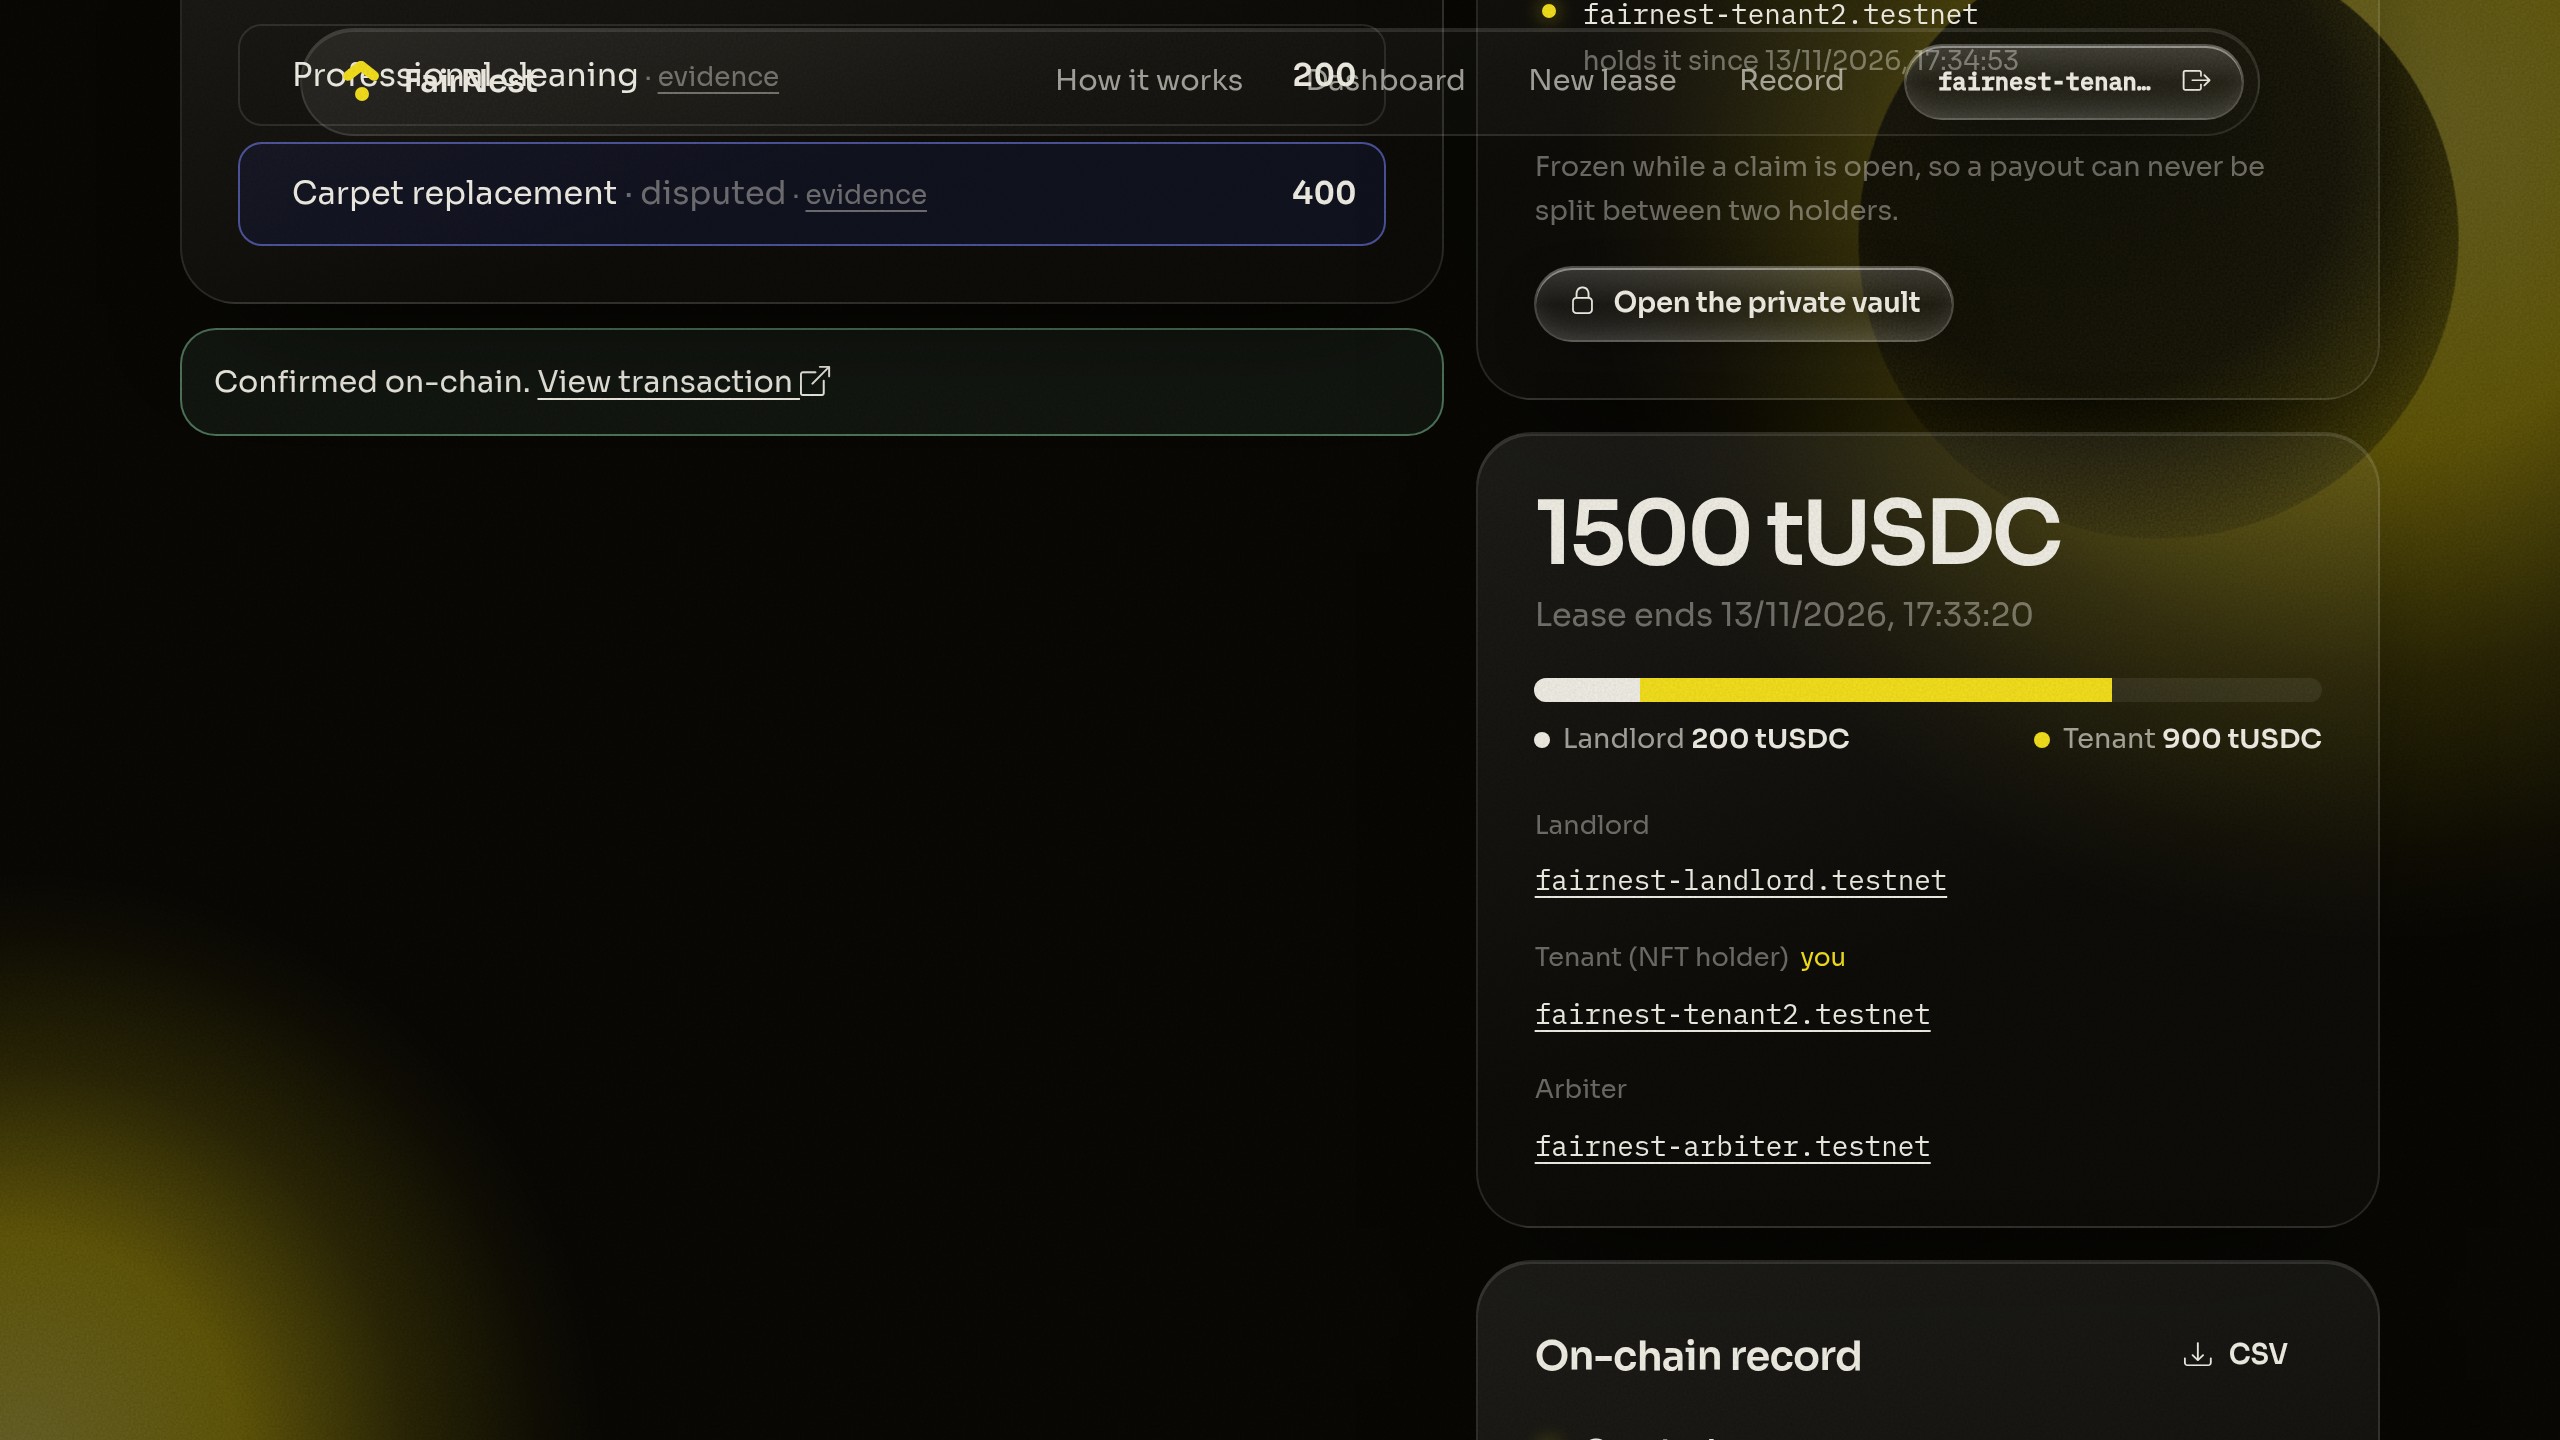 FairNest
How it works
Dashboard
New lease
Record
fairnest-tenan…
Professional cleaning · evidence
200
Carpet replacement · disputed · evidence
400
Confirmed on-chain. View transaction
fairnest-tenant2.testnet
holds it since 13/11/2026, 17:34:53
Frozen while a claim is open, so a payout can never be
split between two holders.
Open the private vault
1500 tUSDC
Lease ends 13/11/2026, 17:33:20
Landlord 200 tUSDC
Tenant 900 tUSDC
Landlord
fairnest-landlord.testnet
Tenant (NFT holder) you
fairnest-tenant2.testnet
Arbiter
fairnest-arbiter.testnet
On-chain record
CSV